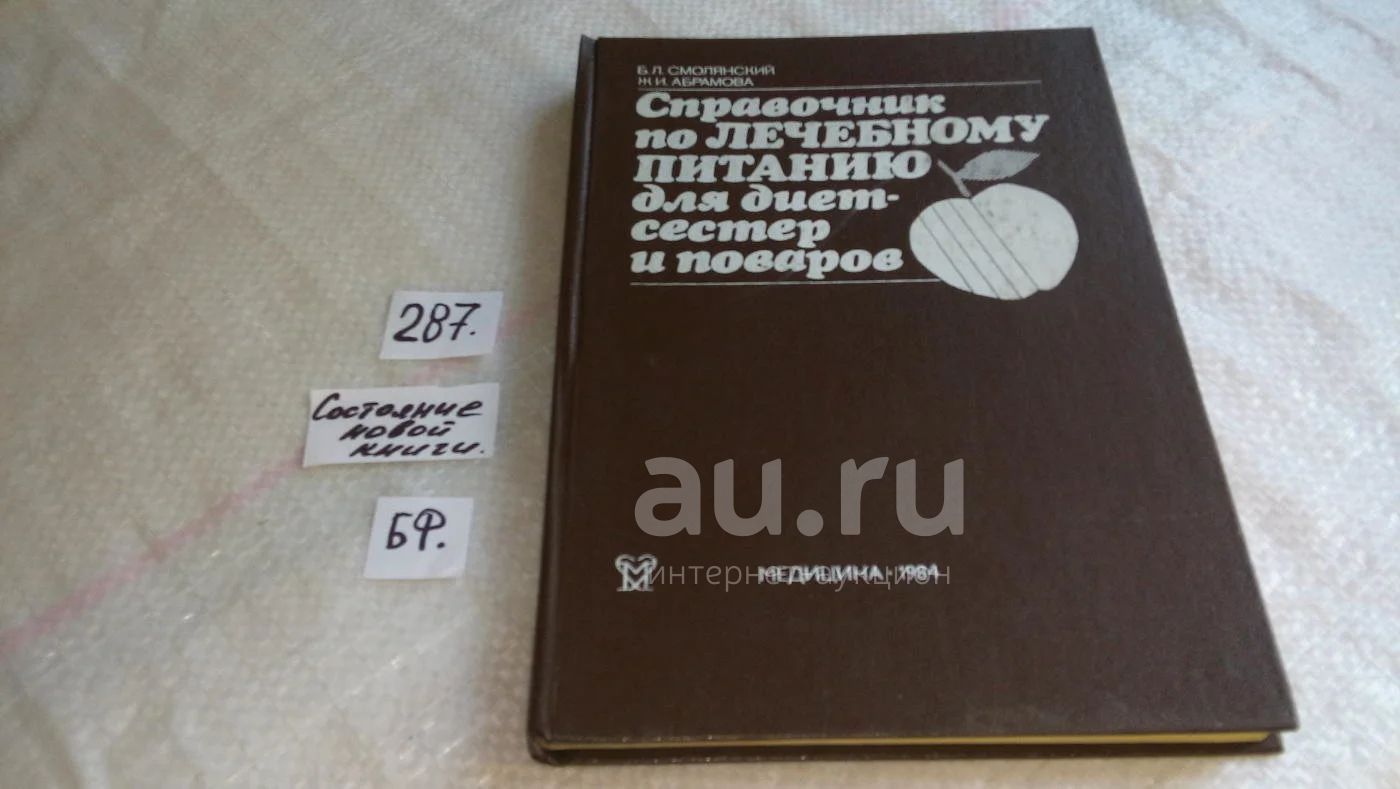 Б. Л. СМОЛЯНСКИЙ
Ж. И. АБРАМОВА
Справочник
по ЛЕЧЕБНОМУ
ПИТАНИЮ
для диет-
сестер
и поваров
287.
Состояние
новой
книги.
БФ.
au.ru
интернет-аукцион
МЕДИЦИНА · 1984